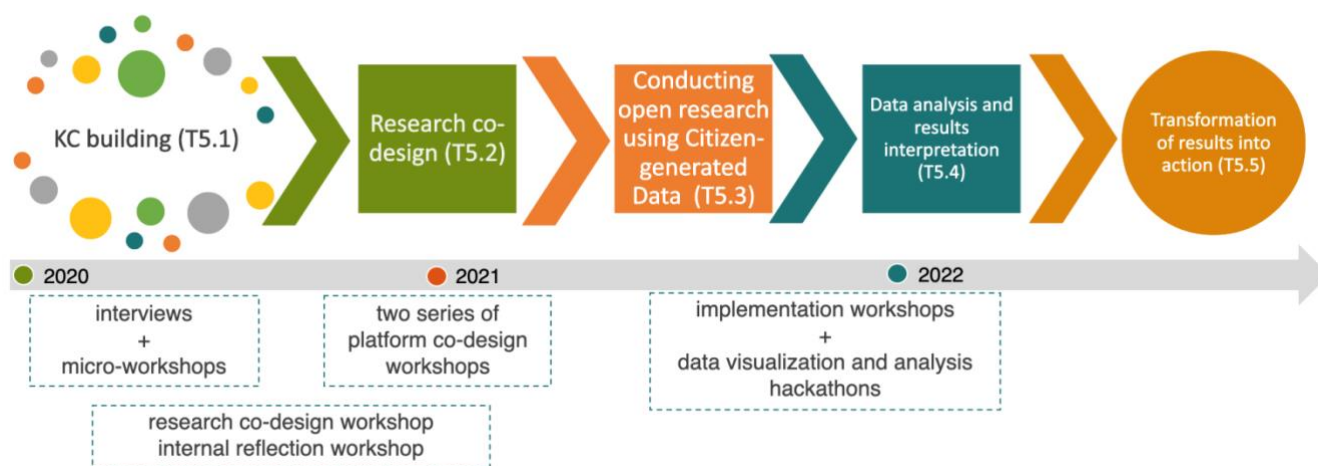 KC building (T5.1)
Research co-
design (T5.2)
Conducting
open research
using Citizen-
generated
Data (T5.3)
Data analysis and
results
interpretation
(T5.4)
Transformation
of results into
action (T5.5)
2020
2021
2022
interviews
+
micro-workshops
two series of
platform co-design
workshops
implementation workshops
+
data visualization and analysis
hackathons
research co-design workshop
internal reflection workshop